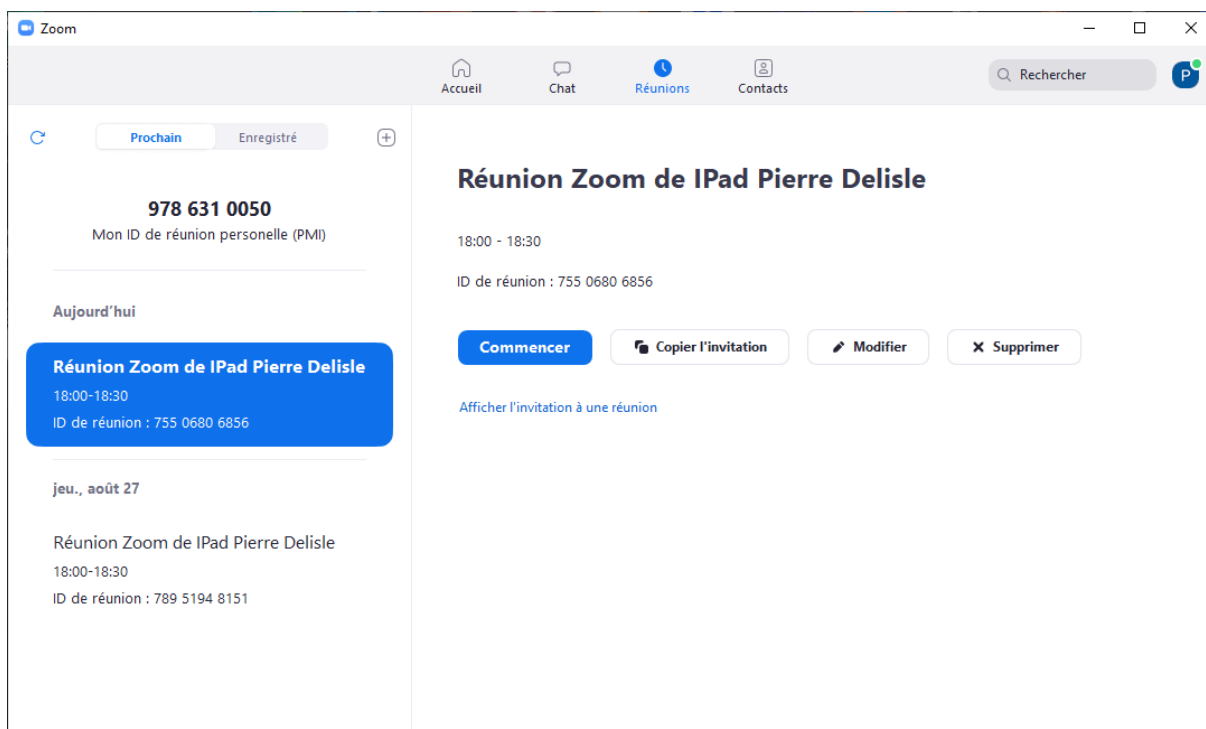 Zoom
Accueil
Chat
Réunions
Contacts
Rechercher
P
Prochain
Enregistré
978 631 0050
Mon ID de réunion personelle (PMI)
Aujourd'hui
Réunion Zoom de IPad Pierre Delisle
18:00-18:30
ID de réunion : 755 0680 6856
jeu., août 27
Réunion Zoom de IPad Pierre Delisle
18:00-18:30
ID de réunion : 789 5194 8151
Réunion Zoom de IPad Pierre Delisle
18:00 - 18:30
ID de réunion : 755 0680 6856
Commencer
Copier l'invitation
Modifier
Supprimer
Afficher l'invitation à une réunion